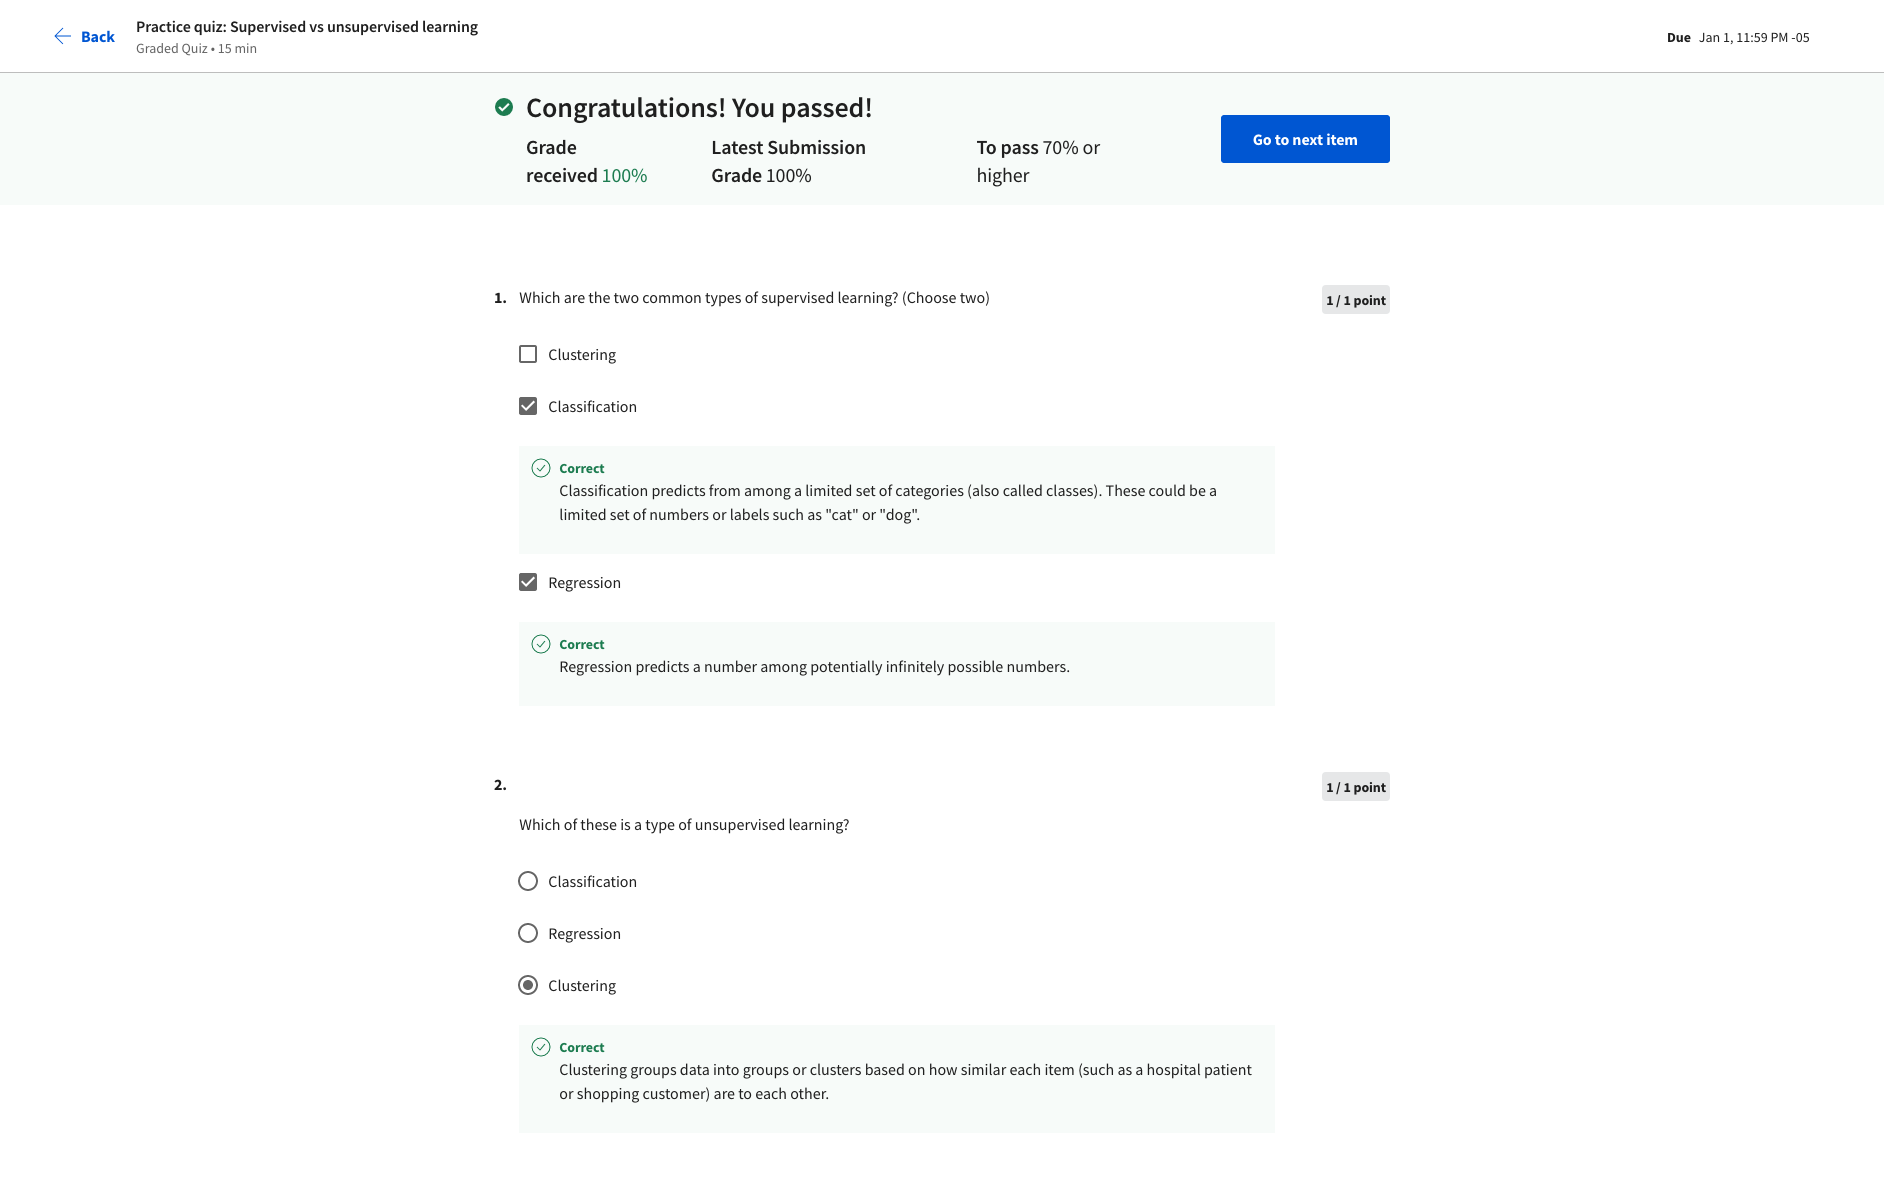 Back
Practice quiz: Supervised vs unsupervised learning
Graded Quiz • 15 min
Due Jan 1, 11:59 PM -05
Congratulations! You passed!
Grade
received 100%
Latest Submission
Grade 100%
To pass 70% or
higher
Go to next item
1. Which are the two common types of supervised learning? (Choose two)
1 / 1 point
Clustering
Classification
Correct
Classification predicts from among a limited set of categories (also called classes). These could be a
limited set of numbers or labels such as "cat" or "dog".
Regression
Correct
Regression predicts a number among potentially infinitely possible numbers.
2.
1 / 1 point
Which of these is a type of unsupervised learning?
Classification
Regression
Clustering
Correct
Clustering groups data into groups or clusters based on how similar each item (such as a hospital patient
or shopping customer) are to each other.